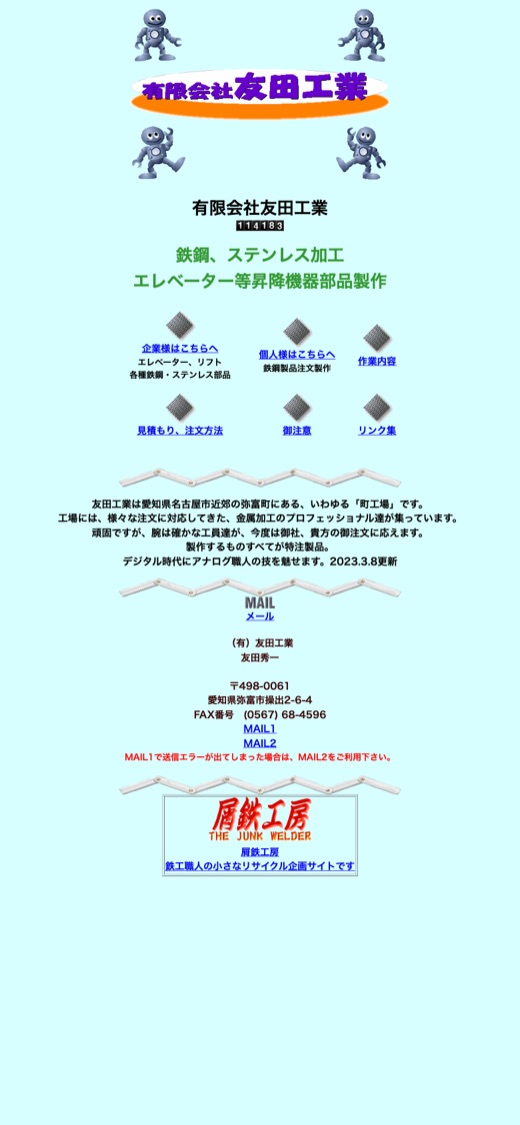 有限会社友田工業
有限会社友田工業
114183
鉄鋼、ステンレス加工
エレベーター等昇降機器部品製作
企業様はこちらへ
エレベーター、リフト
各種鉄鋼・ステンレス部品
個人様はこちらへ
鉄鋼製品注文製作
作業内容
見積もり、注文方法
御注意
リンク集
友田工業は愛知県名古屋市近郊の弥富町にある、いわゆる「町工場」です。
工場には、様々な注文に対応してきた、金属加工のプロフェッショナル達が集っています。
頑固ですが、腕は確かな工員達が、今度は御社、貴方の御注文に応えます。
製作するものすべてが特注製品。
デジタル時代にアナログ職人の技を魅せます。2023.3.8更新
MAIL
メール
（有）友田工業
友田秀一
〒498-0061
愛知県弥富市操出2-6-4
FAX番号　(0567) 68-4596
MAIL1
MAIL2
MAIL1で送信エラーが出てしまった場合は、MAIL2をご利用下さい。
屑鉄工房
THE JUNK WELDER
屑鉄工房
鉄工職人の小さなリサイクル企画サイトです